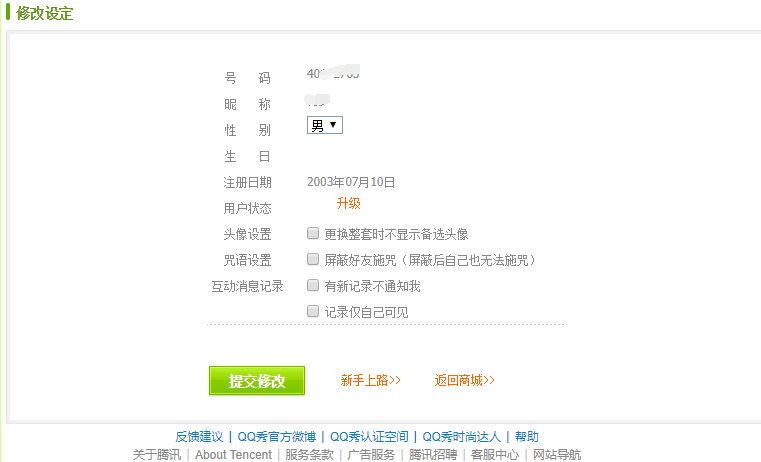 修改设定
号 码
昵 称
性 别 男
生 日
注册日期 2003年07月10日
用户状态 升级
头像设置 更换整套时不显示备选头像
咒语设置 屏蔽好友施咒（屏蔽后自己也无法施咒）
互动消息记录 有新记录不通知我
记录仅自己可见
提交修改 新手上路>> 返回商城>>
反馈建议 | QQ秀官方微博 | QQ秀认证空间 | QQ秀时尚达人 | 帮助
关于腾讯 | About Tencent | 服务条款 | 广告服务 | 腾讯招聘 | 客服中心 | 网站导航